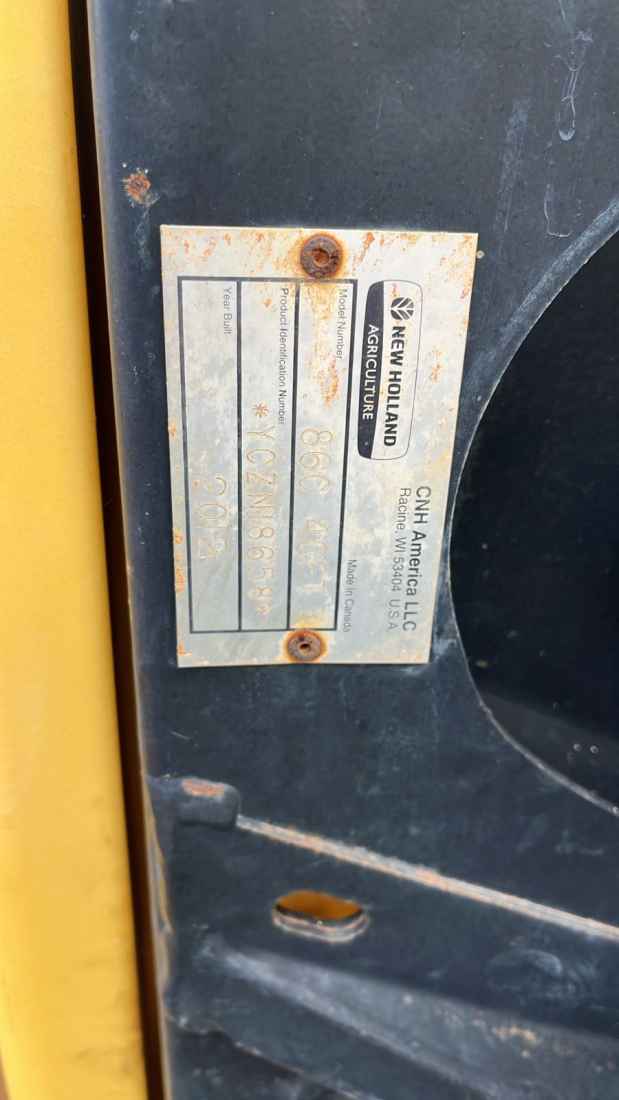 NEW HOLLAND
AGRICULTURE
CNH America LLC
Racine, WI 53404 U.S.A.
Made in Canada
Model Number
86C
Product Identification Number
Year Built
2012